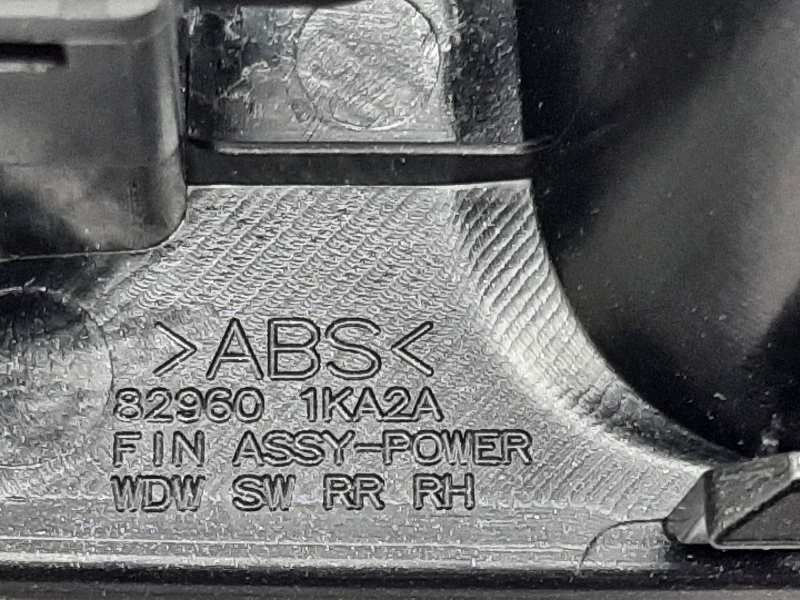 >ABS<
82960 1KA2A
FIN ASSY-POWER
WDW SW RR RH